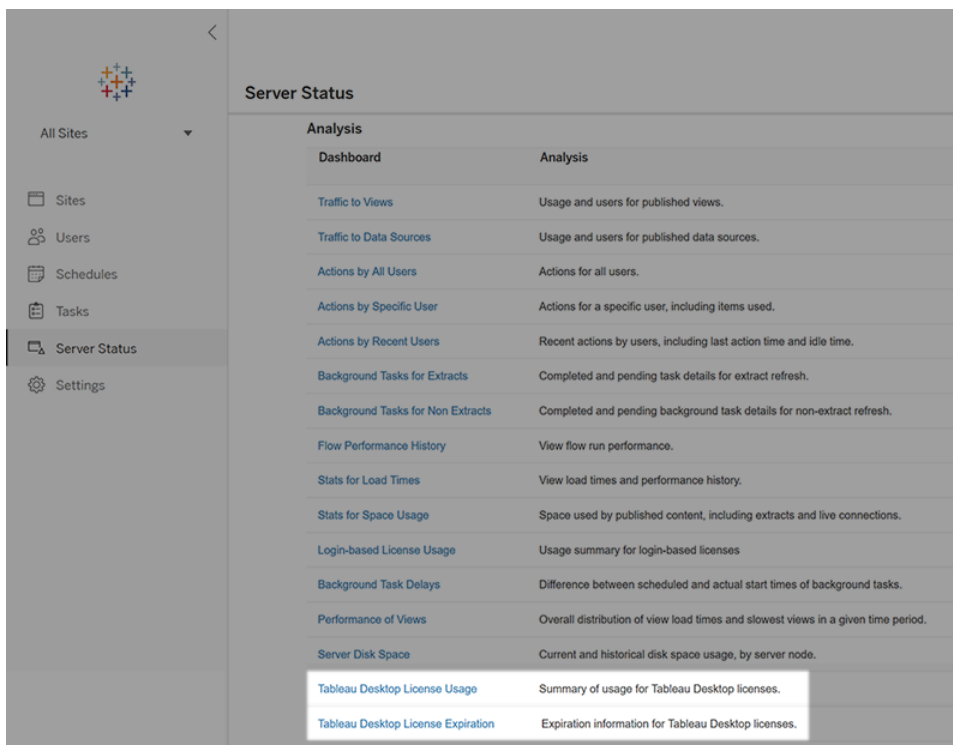 Server Status
All Sites
Sites
Users
Schedules
Tasks
Server Status
Settings
Analysis
Dashboard Analysis
Traffic to Views Usage and users for published views.
Traffic to Data Sources Usage and users for published data sources.
Actions by All Users Actions for all users.
Actions by Specific User Actions for a specific user, including items used.
Actions by Recent Users Recent actions by users, including last action time and idle time.
Background Tasks for Extracts Completed and pending task details for extract refresh.
Background Tasks for Non Extracts Completed and pending background task details for non-extract refresh.
Flow Performance History View flow run performance.
Stats for Load Times View load times and performance history.
Stats for Space Usage Space used by published content, including extracts and live connections.
Login-based License Usage Usage summary for login-based licenses
Background Task Delays Difference between scheduled and actual start times of background tasks.
Performance of Views Overall distribution of view load times and slowest views in a given time period.
Server Disk Space Current and historical disk space usage, by server node.
Tableau Desktop License Usage Summary of usage for Tableau Desktop licenses.
Tableau Desktop License Expiration Expiration information for Tableau Desktop licenses.